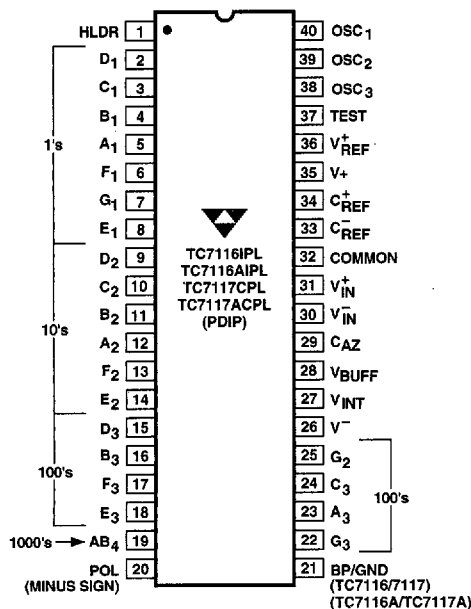 HLDR 1
D1 2
C1 3
B1 4
A1 5
F1 6
G1 7
E1 8
D2 9
C2 10
B2 11
A2 12
F2 13
E2 14
D3 15
B3 16
F3 17
E3 18
AB4 19
POL 20
(MINUS SIGN)
1's
10's
100's
1000's
TC7116IPL
TC7116AIPL
TC7117CPL
TC7117ACPL
(PDIP)
40 OSC1
39 OSC2
38 OSC3
37 TEST
36 V+REF
35 V+
34 C+REF
33 C-REF
32 COMMON
31 V+IN
30 V-IN
29 CAZ
28 VBUFF
27 VINT
26 V-
25 G2
24 C3
23 A3
22 G3
21 BP/GND
(TC7116/7117)
(TC7116A/TC7117A)
100's